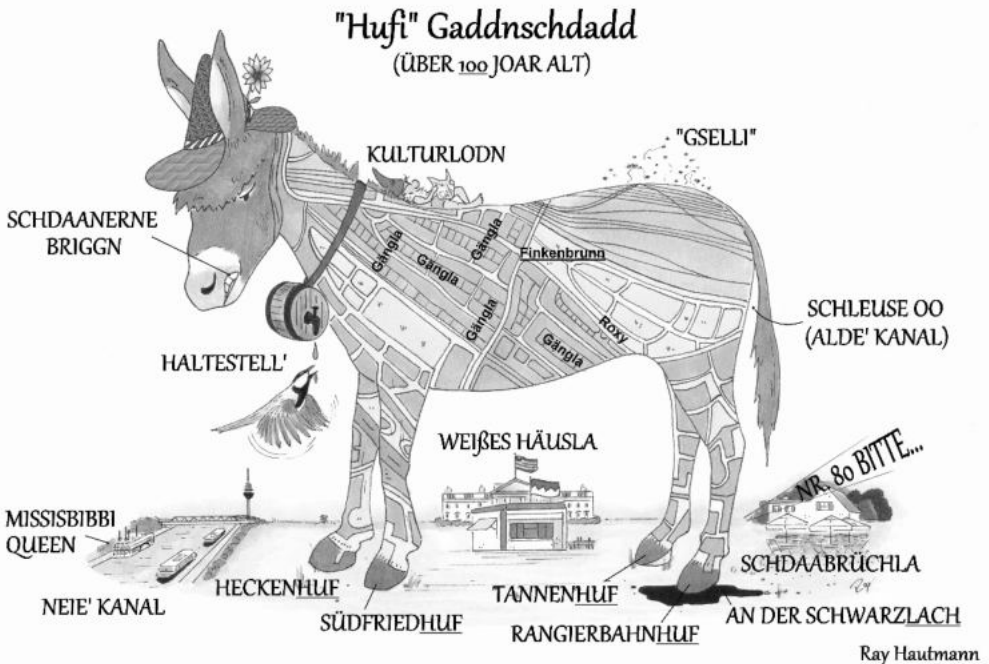 "Hufi" Gaddnschdadd
(ÜBER 100 JOAR ALT)
"GSELLI"
KULTURLODN
SCHDAANERNE
BRIGGN
Gängla
Gängla
Gängla
Finkenbrunn
Gängla
Roxy
Gängla
SCHLEUSE OO
(ALDE' KANAL)
HALTESTELL'
WEIßES HÄUSLA
NR. 80 BITTE...
MISSISBIBBI
QUEEN
SCHDAABRÜCHLA
HECKENHUF
TANNENHUF
NEIE' KANAL
SÜDFRIEDHUF
RANGIERBAHNHUF
AN DER SCHWARZLACH
Ray Hautmann